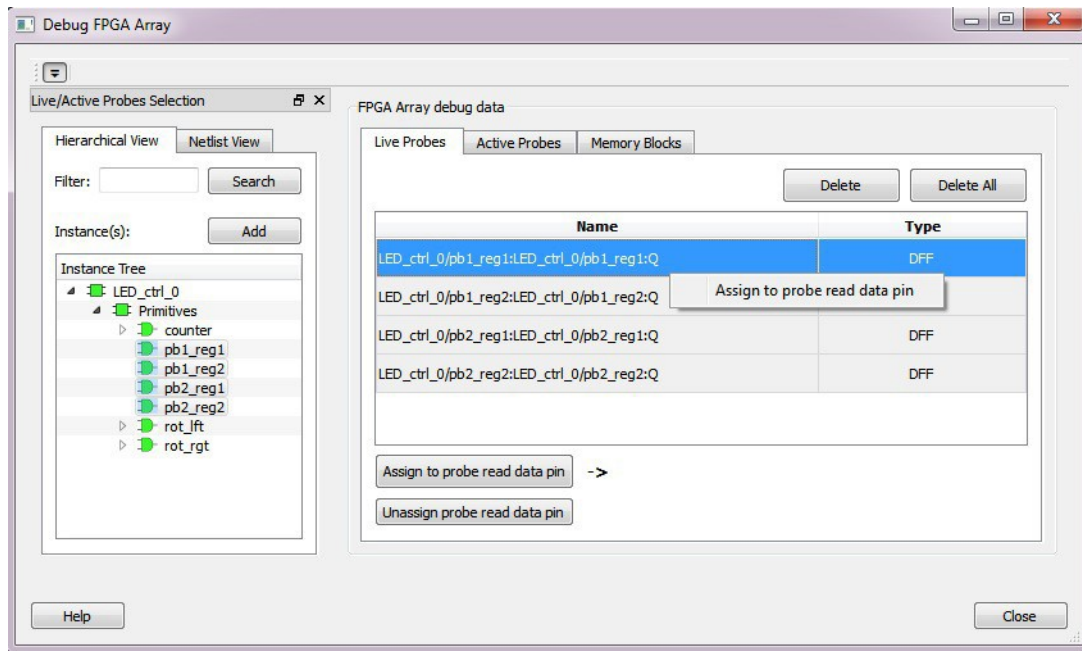 Debug FPGA Array
Live/Active Probes Selection
Hierarchical View
Netlist View
Filter:
Search
Instance(s):
Add
Instance Tree
LED_ctrl_0
Primitives
counter
pb1_reg1
pb1_reg2
pb2_reg1
pb2_reg2
rot_lft
rot_rgt
FPGA Array debug data
Live Probes
Active Probes
Memory Blocks
Delete
Delete All
Name Type
LED_ctrl_0/pb1_reg1:LED_ctrl_0/pb1_reg1:Q DFF
LED_ctrl_0/pb1_reg2:LED_ctrl_0/pb1_reg2:Q
Assign to probe read data pin
LED_ctrl_0/pb2_reg1:LED_ctrl_0/pb2_reg1:Q DFF
LED_ctrl_0/pb2_reg2:LED_ctrl_0/pb2_reg2:Q DFF
Assign to probe read data pin ->
Unassign probe read data pin
Help
Close